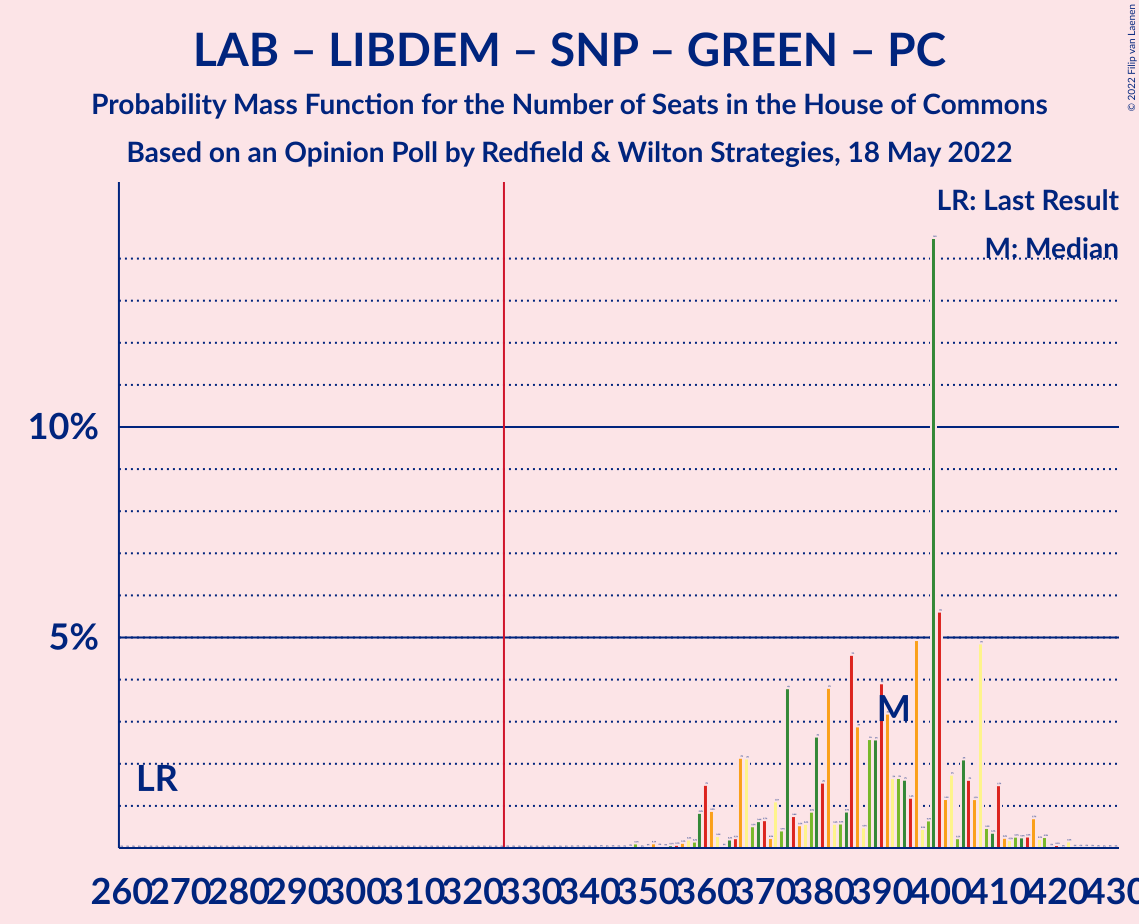 LAB – LIBDEM – SNP – GREEN – PC
Probability Mass Function for the Number of Seats in the House of Commons
Based on an Opinion Poll by Redfield & Wilton Strategies, 18 May 2022
© 2022 Filip van Laenen
LR: Last Result
M: Median
10%
5%
M
LR
260 270 280 290 300 310 320 330 340 350 360 370 380 390 400 410 420 430